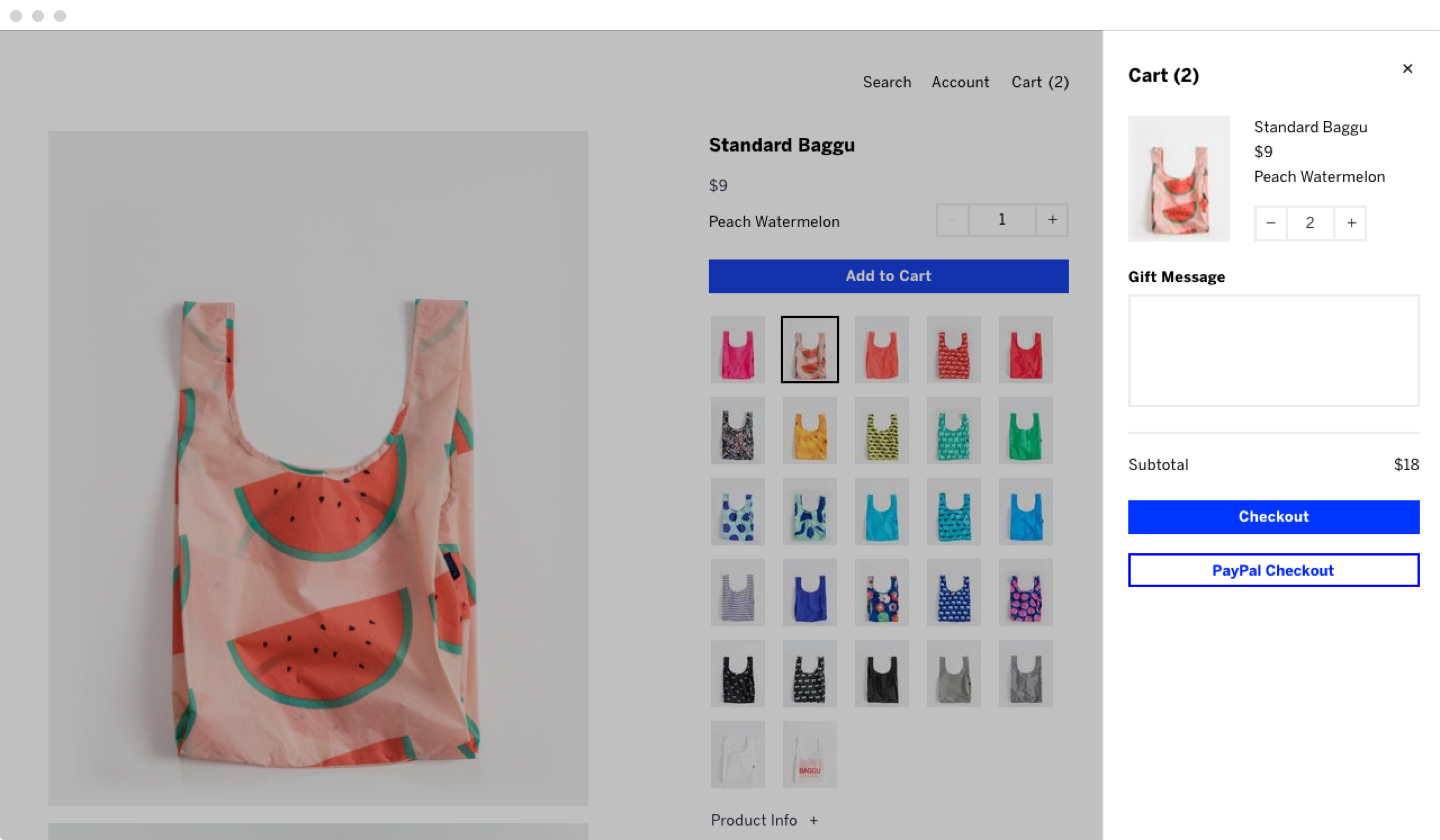 Search Account Cart (2)
Standard Baggu
$9
Peach Watermelon
− 1 +
Add to Cart
BAGGU
Product Info +
Cart (2)
×
Standard Baggu
$9
Peach Watermelon
− 2 +
Gift Message
Subtotal $18
Checkout
PayPal Checkout